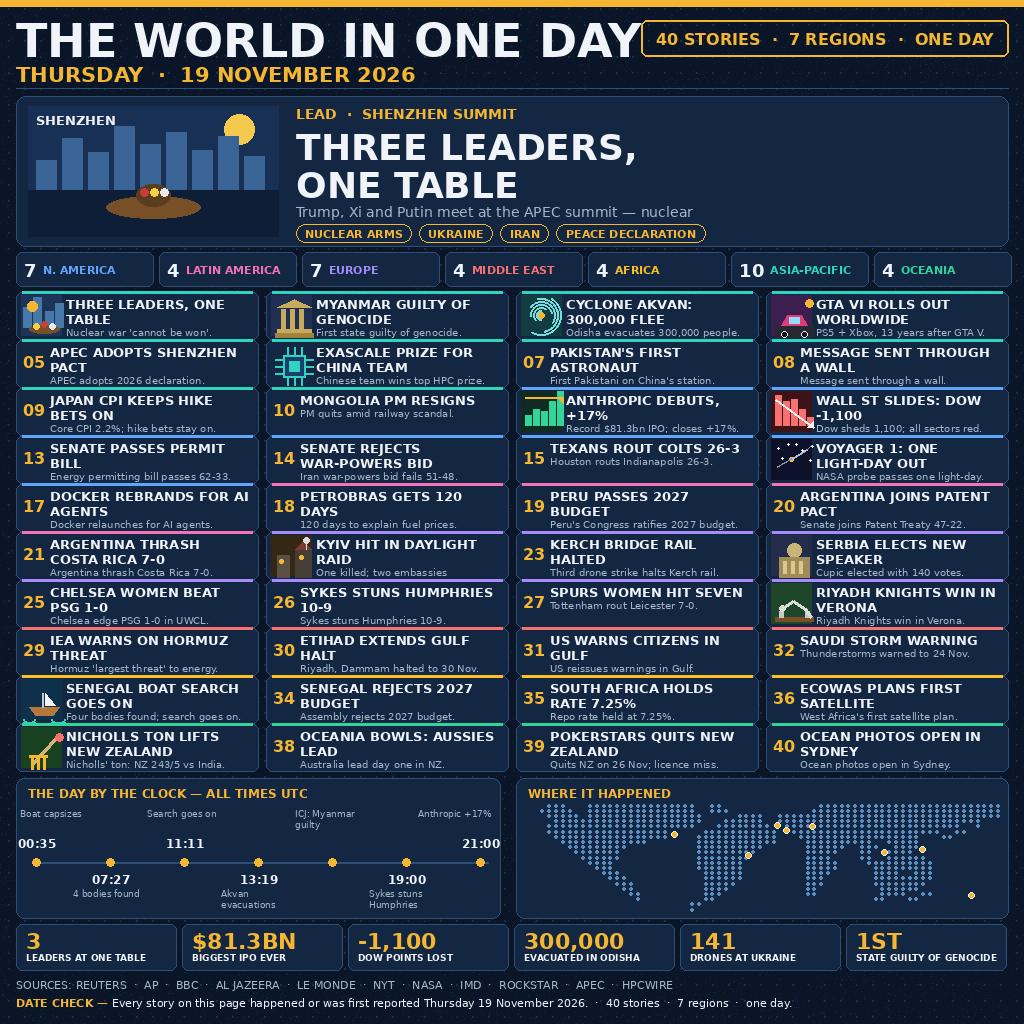 THE WORLD IN ONE DAY
40 STORIES · 7 REGIONS · ONE DAY
THURSDAY · 19 NOVEMBER 2026
SHENZHEN
LEAD · SHENZHEN SUMMIT
THREE LEADERS,
ONE TABLE
Trump, Xi and Putin meet at the APEC summit — nuclear
NUCLEAR ARMS
UKRAINE
IRAN
PEACE DECLARATION
7 N. AMERICA
4 LATIN AMERICA
7 EUROPE
4 MIDDLE EAST
4 AFRICA
10 ASIA-PACIFIC
4 OCEANIA
THREE LEADERS, ONE
TABLE
Nuclear war 'cannot be won'.
MYANMAR GUILTY OF
GENOCIDE
First state guilty of genocide.
CYCLONE AKVAN:
300,000 FLEE
Odisha evacuates 300,000 people.
GTA VI ROLLS OUT
WORLDWIDE
PS5 + Xbox, 13 years after GTA V.
05 APEC ADOPTS SHENZHEN
PACT
APEC adopts 2026 declaration.
EXASCALE PRIZE FOR
CHINA TEAM
Chinese team wins top HPC prize.
07 PAKISTAN'S FIRST
ASTRONAUT
First Pakistani on China's station.
08 MESSAGE SENT THROUGH
A WALL
Message sent through a wall.
09 JAPAN CPI KEEPS HIKE
BETS ON
Core CPI 2.2%; hike bets stay on.
10 MONGOLIA PM RESIGNS
PM quits amid railway scandal.
ANTHROPIC DEBUTS,
+17%
Record $81.3bn IPO; closes +17%.
WALL ST SLIDES: DOW
-1,100
Dow sheds 1,100; all sectors red.
13 SENATE PASSES PERMIT
BILL
Energy permitting bill passes 62-33.
14 SENATE REJECTS
WAR-POWERS BID
Iran war-powers bid fails 51-48.
15 TEXANS ROUT COLTS 26-3
Houston routs Indianapolis 26-3.
VOYAGER 1: ONE
LIGHT-DAY OUT
NASA probe passes one light-day.
17 DOCKER REBRANDS FOR AI
AGENTS
Docker relaunches for AI agents.
18 PETROBRAS GETS 120
DAYS
120 days to explain fuel prices.
19 PERU PASSES 2027
BUDGET
Peru's Congress ratifies 2027 budget.
20 ARGENTINA JOINS PATENT
PACT
Senate joins Patent Treaty 47-22.
21 ARGENTINA THRASH
COSTA RICA 7-0
Argentina thrash Costa Rica 7-0.
KYIV HIT IN DAYLIGHT
RAID
One killed; two embassies
23 KERCH BRIDGE RAIL
HALTED
Third drone strike halts Kerch rail.
SERBIA ELECTS NEW
SPEAKER
Cupic elected with 140 votes.
25 CHELSEA WOMEN BEAT
PSG 1-0
Chelsea edge PSG 1-0 in UWCL.
26 SYKES STUNS HUMPHRIES
10-9
Sykes stuns Humphries 10-9.
27 SPURS WOMEN HIT SEVEN
Tottenham rout Leicester 7-0.
RIYADH KNIGHTS WIN IN
VERONA
Riyadh Knights win in Verona.
29 IEA WARNS ON HORMUZ
THREAT
Hormuz 'largest threat' to energy.
30 ETIHAD EXTENDS GULF
HALT
Riyadh, Dammam halted to 30 Nov.
31 US WARNS CITIZENS IN
GULF
US reissues warnings in Gulf.
32 SAUDI STORM WARNING
Thunderstorms warned to 24 Nov.
SENEGAL BOAT SEARCH
GOES ON
Four bodies found; search goes on.
34 SENEGAL REJECTS 2027
BUDGET
Assembly rejects 2027 budget.
35 SOUTH AFRICA HOLDS
RATE 7.25%
Repo rate held at 7.25%.
36 ECOWAS PLANS FIRST
SATELLITE
West Africa's first satellite plan.
NICHOLLS TON LIFTS
NEW ZEALAND
Nicholls' ton: NZ 243/5 vs India.
38 OCEANIA BOWLS: AUSSIES
LEAD
Australia lead day one in NZ.
39 POKERSTARS QUITS NEW
ZEALAND
Quits NZ on 26 Nov; licence miss.
40 OCEAN PHOTOS OPEN IN
SYDNEY
Ocean photos open in Sydney.
THE DAY BY THE CLOCK — ALL TIMES UTC
Boat capsizes
00:35
07:27
4 bodies found
Search goes on
11:11
13:19
Akvan
evacuations
ICJ: Myanmar
guilty
19:00
Sykes stuns
Humphries
Anthropic +17%
21:00
WHERE IT HAPPENED
3
LEADERS AT ONE TABLE
$81.3BN
BIGGEST IPO EVER
-1,100
DOW POINTS LOST
300,000
EVACUATED IN ODISHA
141
DRONES AT UKRAINE
1ST
STATE GUILTY OF GENOCIDE
SOURCES: REUTERS · AP · BBC · AL JAZEERA · LE MONDE · NYT · NASA · IMD · ROCKSTAR · APEC · HPCWIRE
DATE CHECK — Every story on this page happened or was first reported Thursday 19 November 2026. · 40 stories · 7 regions · one day.